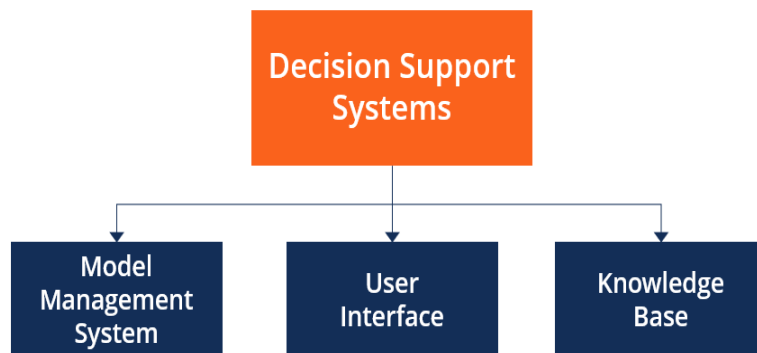 Decision Support
Systems
Model
Management
System
User
Interface
Knowledge
Base